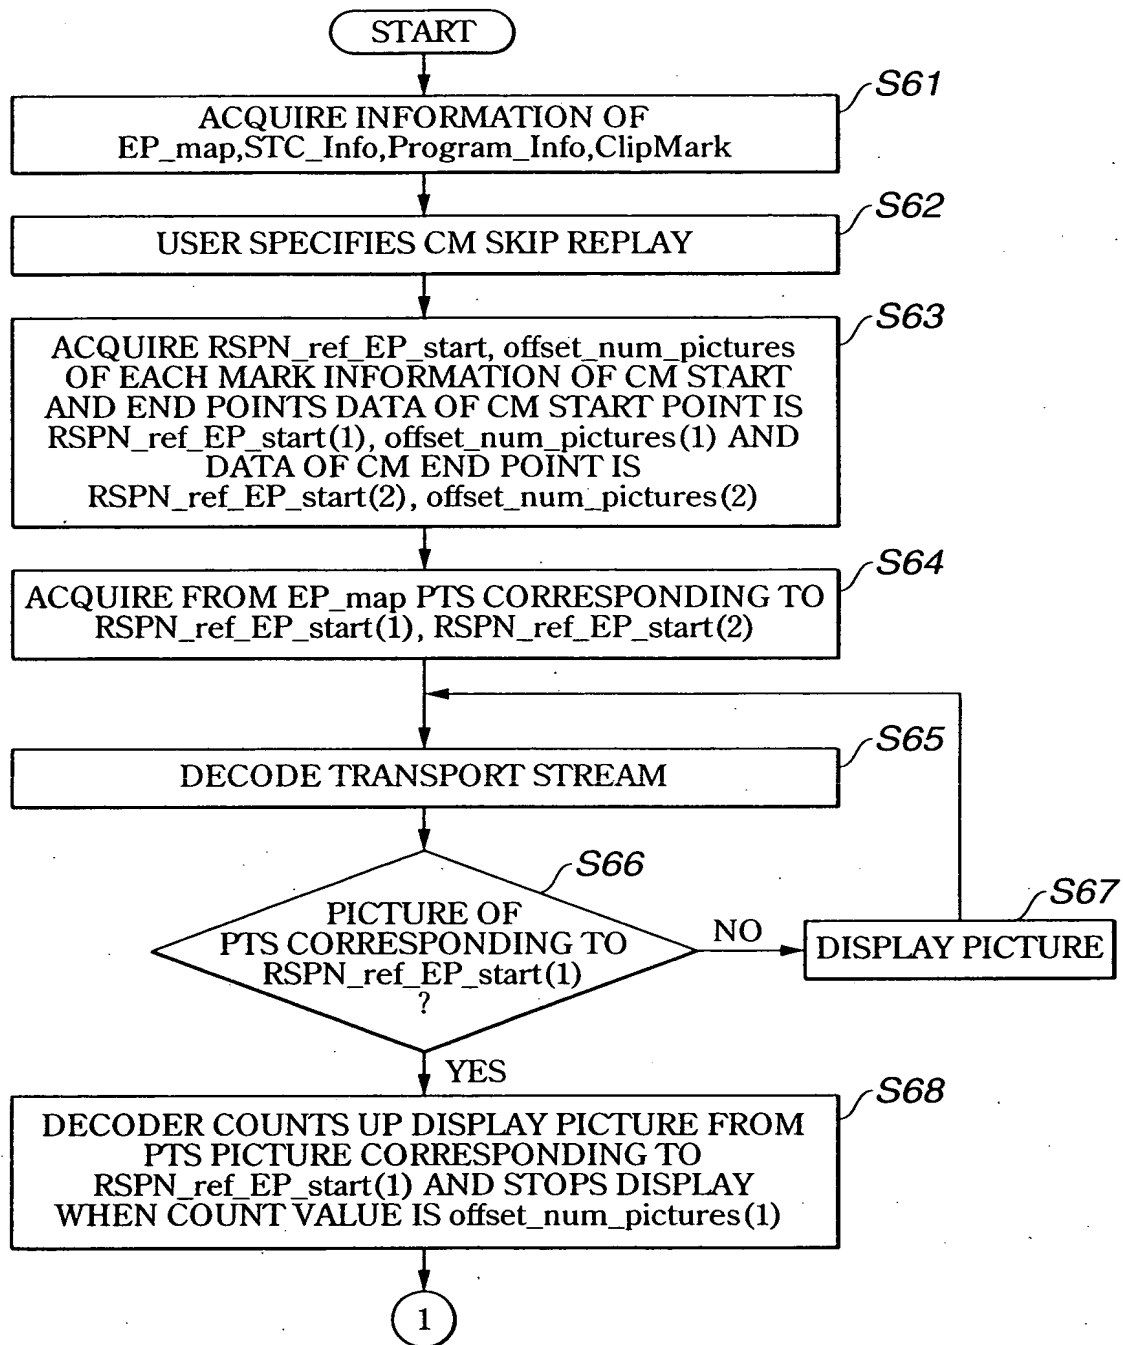 START
S61
ACQUIRE INFORMATION OF
EP_map,STC_Info,Program_Info,ClipMark
S62
USER SPECIFIES CM SKIP REPLAY
S63
ACQUIRE RSPN_ref_EP_start, offset_num_pictures
OF EACH MARK INFORMATION OF CM START
AND END POINTS DATA OF CM START POINT IS
RSPN_ref_EP_start(1), offset_num_pictures(1) AND
DATA OF CM END POINT IS
RSPN_ref_EP_start(2), offset_num_pictures(2)
S64
ACQUIRE FROM EP_map PTS CORRESPONDING TO
RSPN_ref_EP_start(1), RSPN_ref_EP_start(2)
S65
DECODE TRANSPORT STREAM
S66
PICTURE OF
PTS CORRESPONDING TO
RSPN_ref_EP_start(1)
?
NO
S67
DISPLAY PICTURE
YES
S68
DECODER COUNTS UP DISPLAY PICTURE FROM
PTS PICTURE CORRESPONDING TO
RSPN_ref_EP_start(1) AND STOPS DISPLAY
WHEN COUNT VALUE IS offset_num_pictures(1)
1